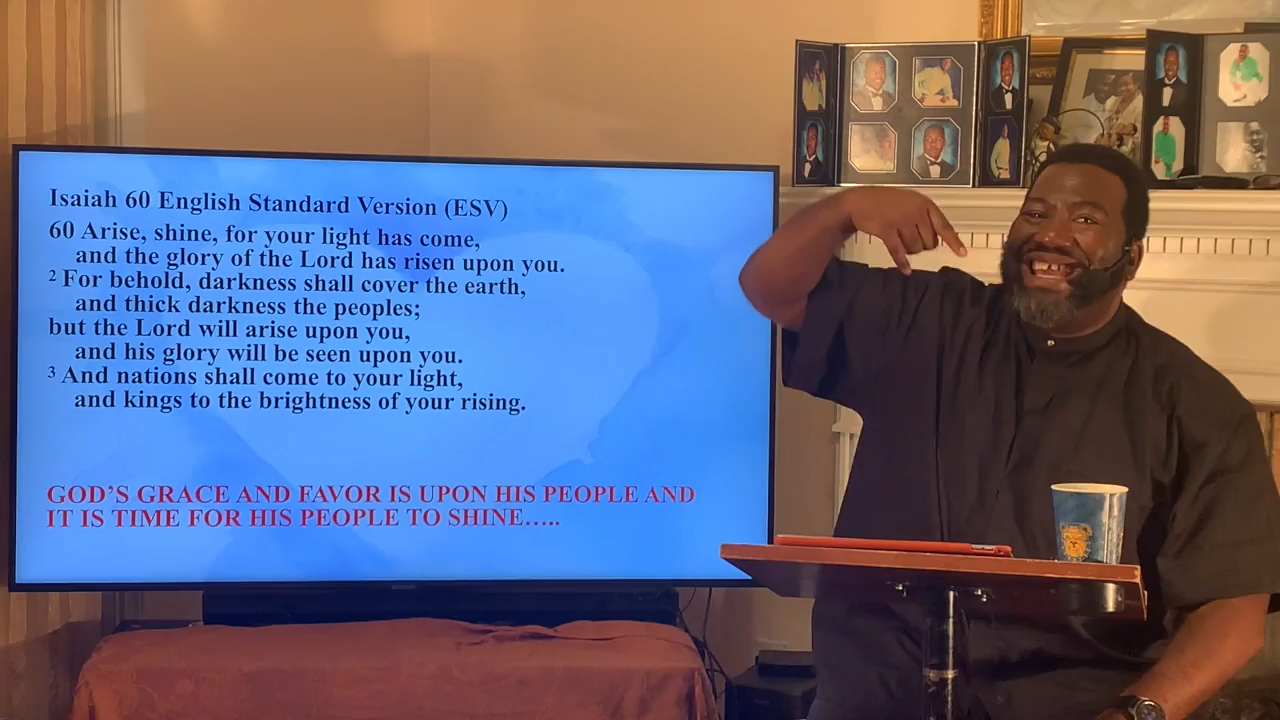 Isaiah 60 English Standard Version (ESV)
60 Arise, shine, for your light has come,
and the glory of the Lord has risen upon you.
2 For behold, darkness shall cover the earth,
and thick darkness the peoples;
but the Lord will arise upon you,
and his glory will be seen upon you.
3 And nations shall come to your light,
and kings to the brightness of your rising.
GOD’S GRACE AND FAVOR IS UPON HIS PEOPLE AND
IT IS TIME FOR HIS PEOPLE TO SHINE…..